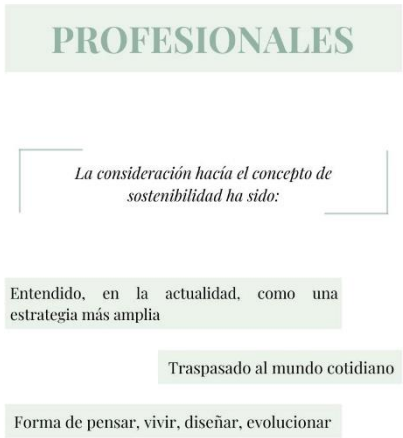 PROFESIONALES
La consideración hacía el concepto de
sostenibilidad ha sido:
Entendido, en la actualidad, como una
estrategia más amplia
Traspasado al mundo cotidiano
Forma de pensar, vivir, diseñar, evolucionar